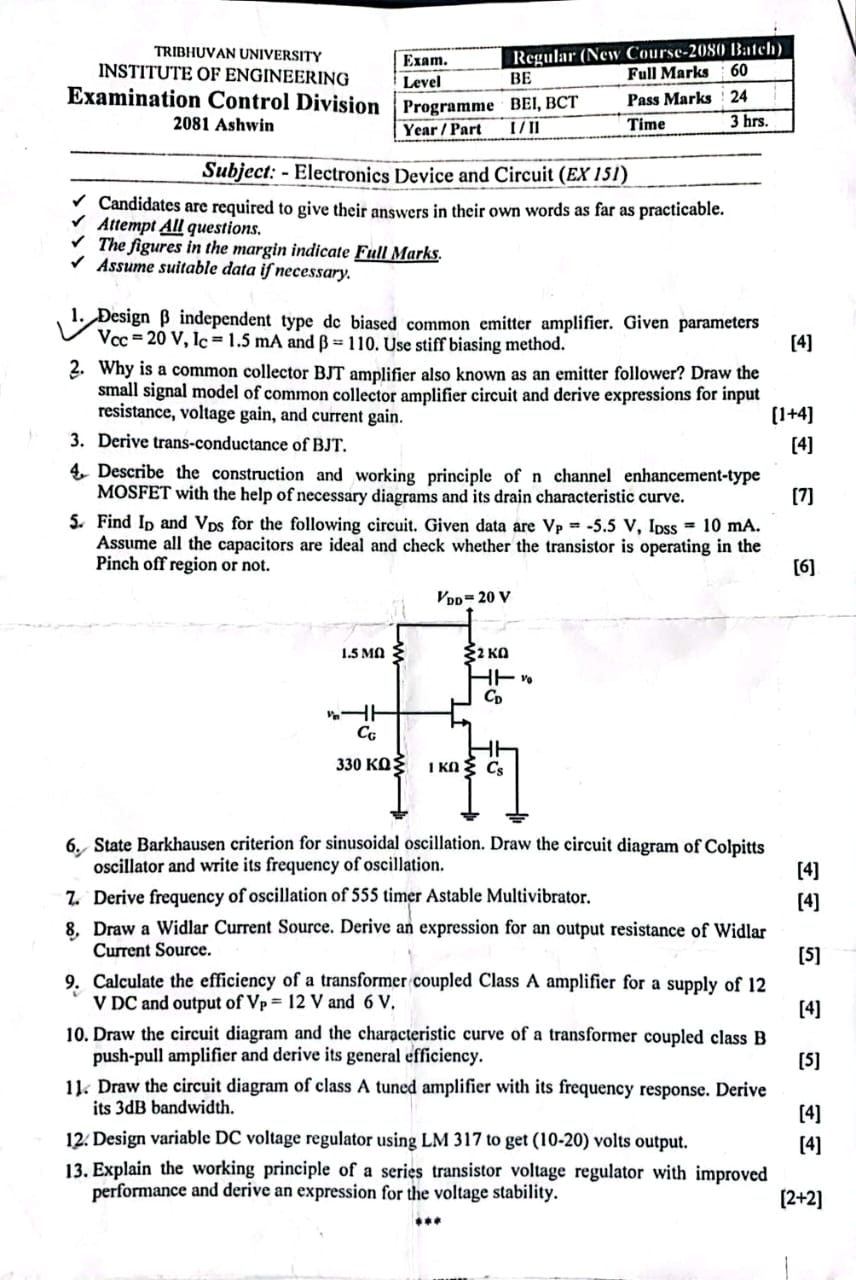 TRIBHUVAN UNIVERSITY
INSTITUTE OF ENGINEERING
Examination Control Division
2081 Ashwin
Exam. Regular (New Course-2080 Batch)
Level BE Full Marks 60
Programme BEI, BCT Pass Marks 24
Year / Part I / II Time 3 hrs.
Subject: - Electronics Device and Circuit (EX 151)
✓ Candidates are required to give their answers in their own words as far as practicable.
✓ Attempt All questions.
✓ The figures in the margin indicate Full Marks.
✓ Assume suitable data if necessary.
1. Design β independent type dc biased common emitter amplifier. Given parameters
VCC = 20 V, IC = 1.5 mA and β = 110. Use stiff biasing method. [4]
2. Why is a common collector BJT amplifier also known as an emitter follower? Draw the
small signal model of common collector amplifier circuit and derive expressions for input
resistance, voltage gain, and current gain. [1+4]
3. Derive trans-conductance of BJT. [4]
4. Describe the construction and working principle of n channel enhancement-type
MOSFET with the help of necessary diagrams and its drain characteristic curve. [7]
5. Find ID and VDS for the following circuit. Given data are VP = -5.5 V, IDSS = 10 mA.
Assume all the capacitors are ideal and check whether the transistor is operating in the
Pinch off region or not. [6]
VDD = 20 V
1.5 MΩ 2 KΩ
v0
CD
vin
CG
330 KΩ 1 KΩ CS
6. State Barkhausen criterion for sinusoidal oscillation. Draw the circuit diagram of Colpitts
oscillator and write its frequency of oscillation. [4]
7. Derive frequency of oscillation of 555 timer Astable Multivibrator. [4]
8. Draw a Widlar Current Source. Derive an expression for an output resistance of Widlar
Current Source. [5]
9. Calculate the efficiency of a transformer coupled Class A amplifier for a supply of 12
V DC and output of VP = 12 V and 6 V. [4]
10. Draw the circuit diagram and the characteristic curve of a transformer coupled class B
push-pull amplifier and derive its general efficiency. [5]
11. Draw the circuit diagram of class A tuned amplifier with its frequency response. Derive
its 3dB bandwidth. [4]
12. Design variable DC voltage regulator using LM 317 to get (10-20) volts output. [4]
13. Explain the working principle of a series transistor voltage regulator with improved
performance and derive an expression for the voltage stability. [2+2]
***